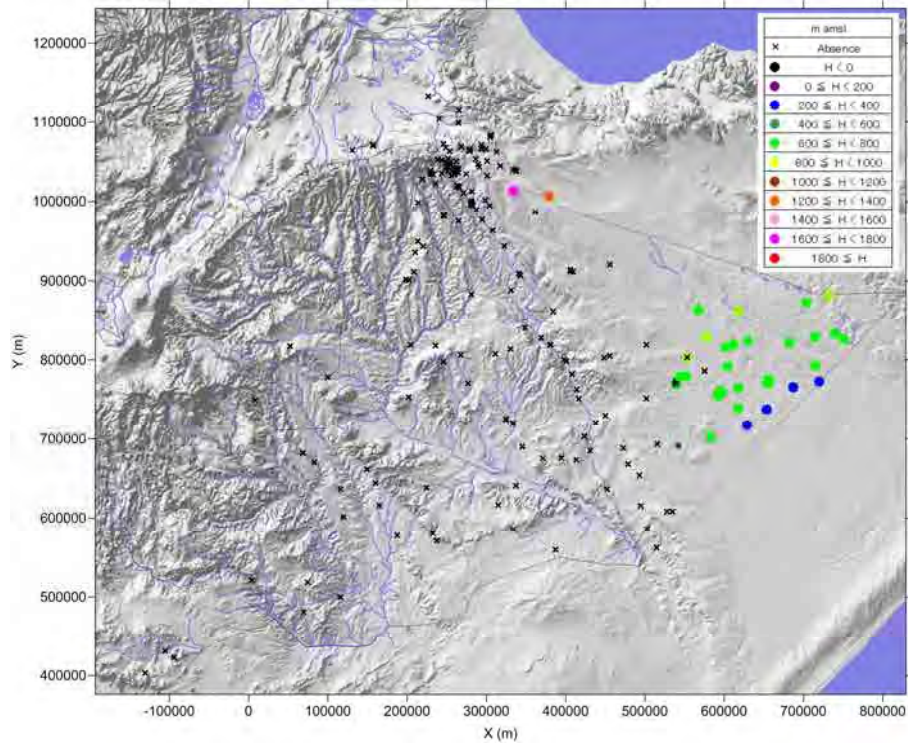 1200000
1100000
1000000
900000
800000
700000
600000
500000
400000
Y (m)
-100000
0
100000
200000
300000
400000
500000
600000
700000
800000
X (m)
m amsl
× Absence
H < 0
0 ≦ H < 200
200 ≦ H < 400
400 ≦ H < 600
600 ≦ H < 800
800 ≦ H < 1000
1000 ≦ H < 1200
1200 ≦ H < 1400
1400 ≦ H < 1600
1600 ≦ H < 1800
1800 ≦ H